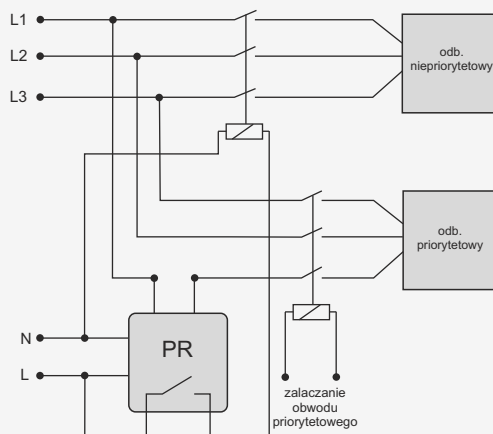 L1
L2
L3
odb.
niepriorytetowy
odb.
priorytetowy
N
L
PR
zalaczanie
obwodu
priorytetowego